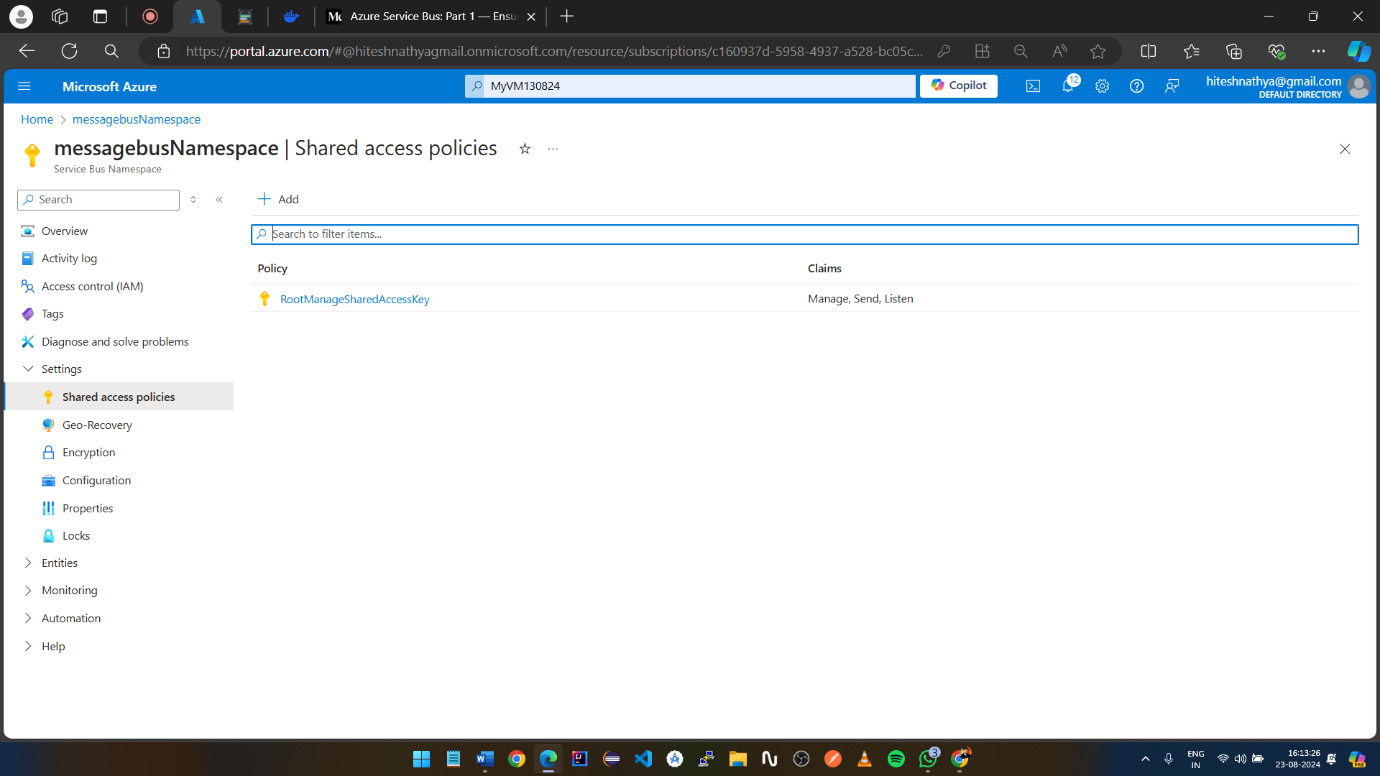 Azure Service Bus: Part 1 — Ensu
https://portal.azure.com/#@hiteshnathyagmail.onmicrosoft.com/resource/subscriptions/c160937d-5958-4937-a528-bc05c...
Microsoft Azure
MyVM130824
Copilot
12
hiteshnathya@gmail.com
DEFAULT DIRECTORY
Home > messagebusNamespace
messagebusNamespace | Shared access policies
Service Bus Namespace
Search
Add
Overview
Search to filter items...
Activity log
Policy
Claims
Access control (IAM)
RootManageSharedAccessKey
Manage, Send, Listen
Tags
Diagnose and solve problems
Settings
Shared access policies
Geo-Recovery
Encryption
Configuration
Properties
Locks
Entities
Monitoring
Automation
Help
3
ENG
IN
16:13:26
23-08-2024